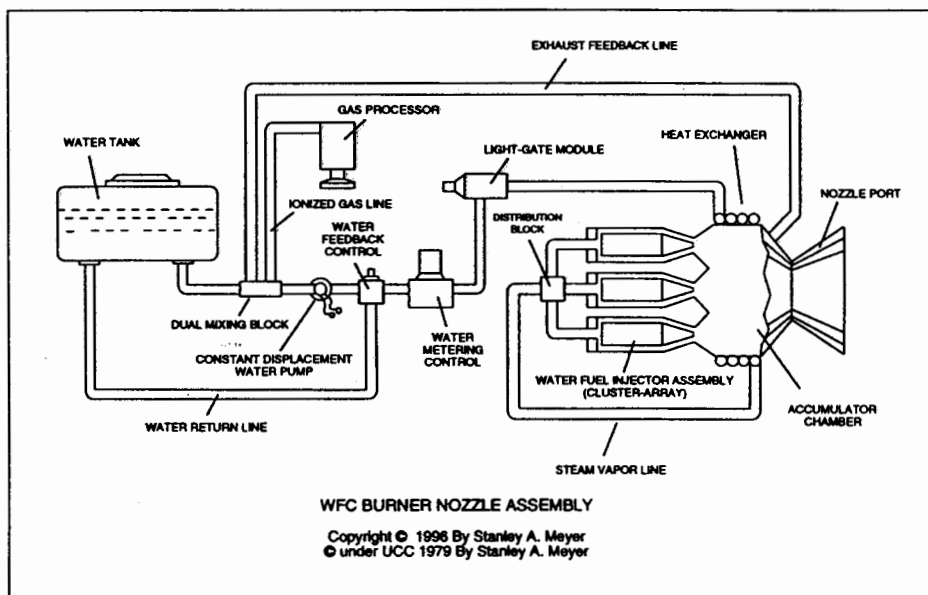 EXHAUST FEEDBACK LINE
GAS PROCESSOR
HEAT EXCHANGER
WATER TANK
LIGHT-GATE MODULE
NOZZLE PORT
IONIZED GAS LINE
DISTRIBUTION
BLOCK
WATER
FEEDBACK
CONTROL
DUAL MIXING BLOCK
CONSTANT DISPLACEMENT
WATER PUMP
WATER
METERING
CONTROL
WATER FUEL INJECTOR ASSEMBLY
(CLUSTER-ARRAY)
ACCUMULATOR
CHAMBER
WATER RETURN LINE
STEAM VAPOR LINE
WFC BURNER NOZZLE ASSEMBLY
Copyright © 1996 By Stanley A. Meyer
© under UCC 1979 By Stanley A. Meyer